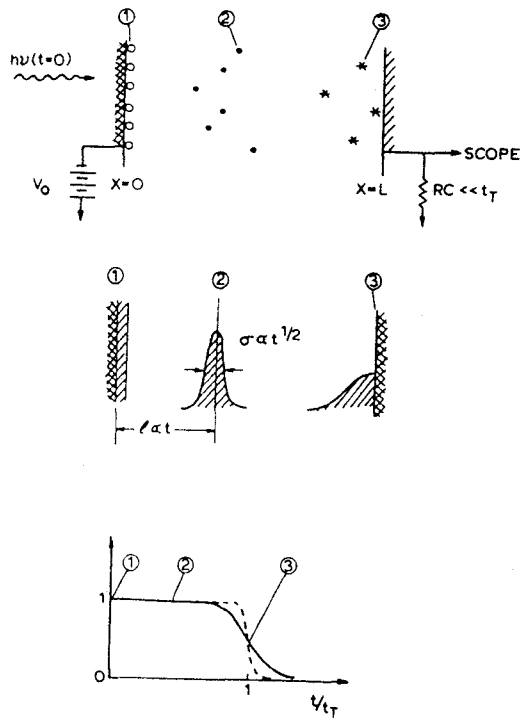 ① ② ③
hν(t=0)
V₀ X=0 X=L SCOPE
RC << t_T
① ② ③
σ α t^1/2
ℓ α t
① ② ③
1
0
1
t/t_T